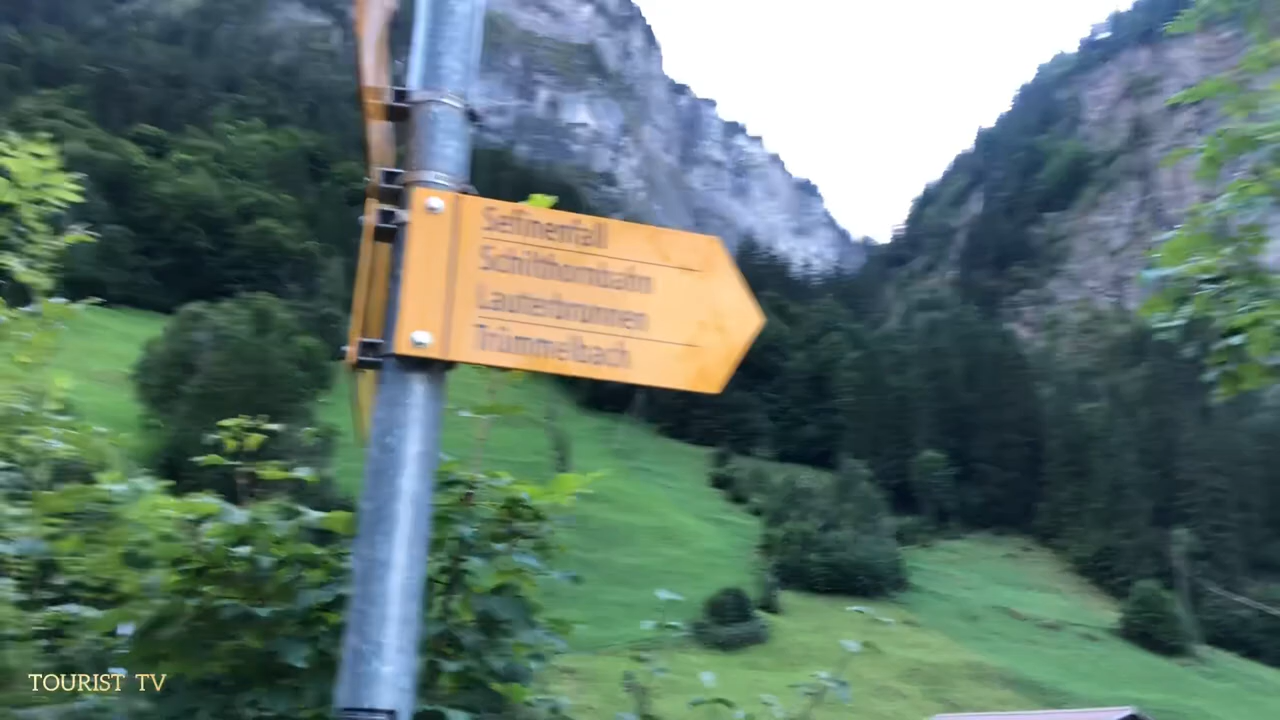 Sefinenfall
Schilthornbahn
Lauterbrunnen
Trümmelbach
TOURIST TV